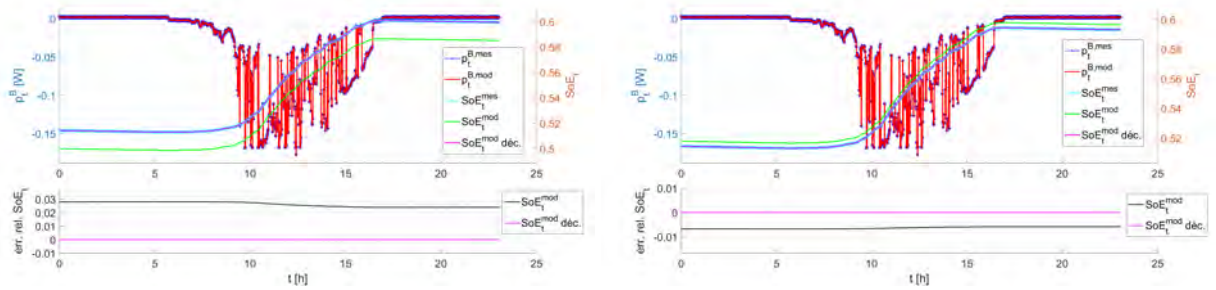 0
-0.05
-0.1
-0.15
p_t^B [W]
0.6
0.58
0.56
0.54
0.52
0.5
SoE_t
p_t^B,mes
p_t^B,mod
SoE_t^mes
SoE_t^mod
SoE_t^mod déc.
0 5 10 15 20 25
0.03
0.02
0
-0.01
err. rel. SoE_t
SoE_t^mod
SoE_t^mod déc.
0 5 10 15 20 25
t [h]
0
-0.05
-0.1
-0.15
p_t^B [W]
0.6
0.58
0.56
0.54
0.52
SoE_t
p_t^B,mes
p_t^B,mod
SoE_t^mes
SoE_t^mod
SoE_t^mod déc.
0 5 10 15 20 25
0.01
0
-0.01
err. rel. SoE_t
SoE_t^mod
SoE_t^mod déc.
0 5 10 15 20 25
t [h]